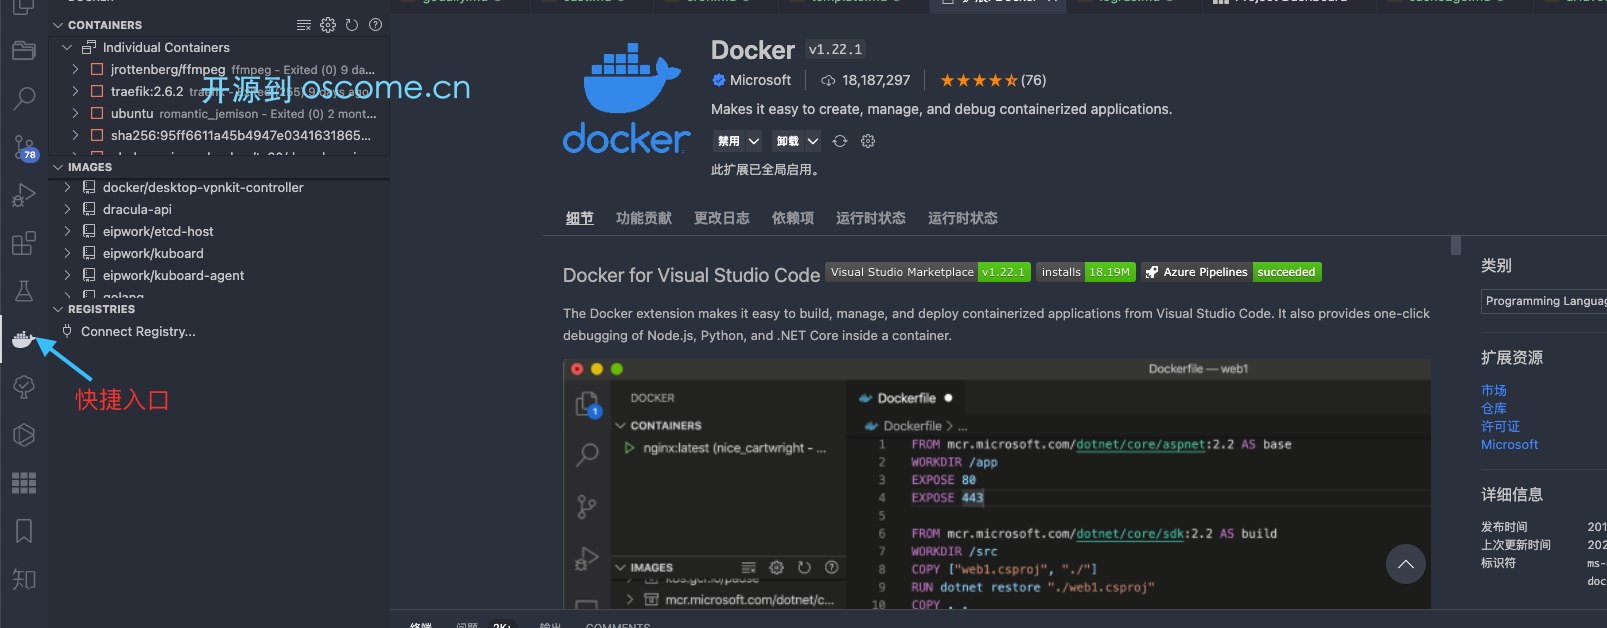 CONTAINERS
Individual Containers
jrottenberg/ffmpeg ffmpeg - Exited (0) 9 da...
traefik:2.6.2
ubuntu romantic_jemison - Exited (0) 2 mont...
sha256:95ff6611a45b4947e0341631865...
开源到 oscome.cn
78
IMAGES
docker/desktop-vpnkit-controller
dracula-api
eipwork/etcd-host
eipwork/kuboard
eipwork/kuboard-agent
golang
REGISTRIES
Connect Registry...
快捷入口
知
Docker v1.22.1
Microsoft 18,187,297 (76)
Makes it easy to create, manage, and debug containerized applications.
禁用 卸载
此扩展已全局启用。
docker
细节 功能贡献 更改日志 依赖项 运行时状态 运行时状态
Docker for Visual Studio Code Visual Studio Marketplace v1.22.1 installs 18.19M Azure Pipelines succeeded
The Docker extension makes it easy to build, manage, and deploy containerized applications from Visual Studio Code. It also provides one-click
debugging of Node.js, Python, and .NET Core inside a container.
Dockerfile — web1
1
DOCKER
CONTAINERS
nginx:latest (nice_cartwright - ...
IMAGES
mcr.microsoft.com/dotnet/c...
Dockerfile
Dockerfile > ...
1 FROM mcr.microsoft.com/dotnet/core/aspnet:2.2 AS base
2 WORKDIR /app
3 EXPOSE 80
4 EXPOSE 443
5
6 FROM mcr.microsoft.com/dotnet/core/sdk:2.2 AS build
7 WORKDIR /src
8 COPY ["web1.csproj", "./"]
9 RUN dotnet restore "./web1.csproj"
10 COPY . .
类别
Programming Languag
扩展资源
市场
仓库
许可证
Microsoft
详细信息
发布时间 201
上次更新时间 202
标识符 ms-
doc
终端 问题 2K+ 输出 COMMENTS